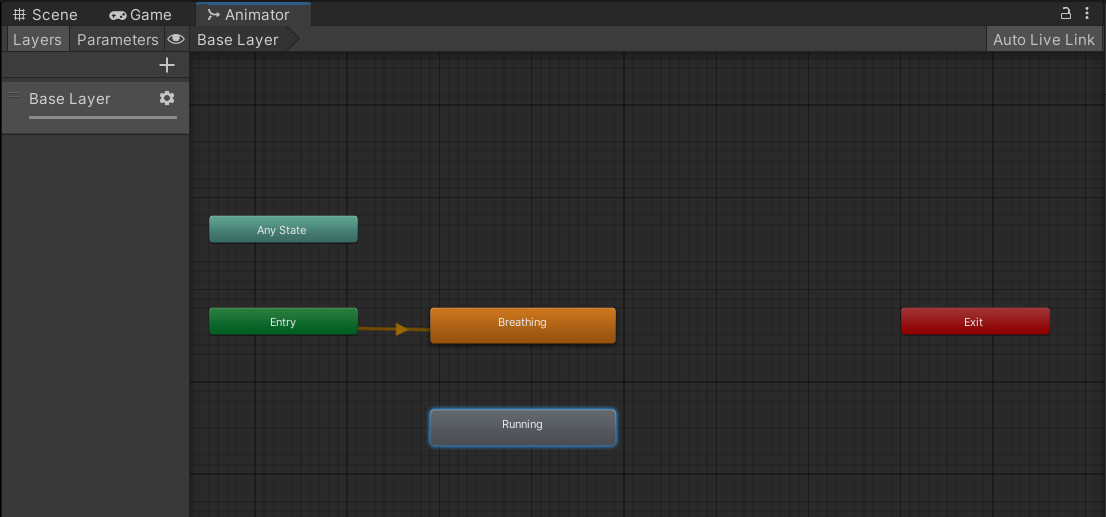 Scene Game Animator
Layers Parameters Base Layer Auto Live Link
Base Layer
Any State
Entry Breathing Exit
Running